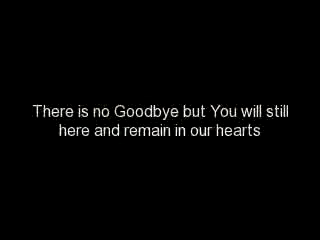 There is no Goodbye but You will still
here and remain in our hearts